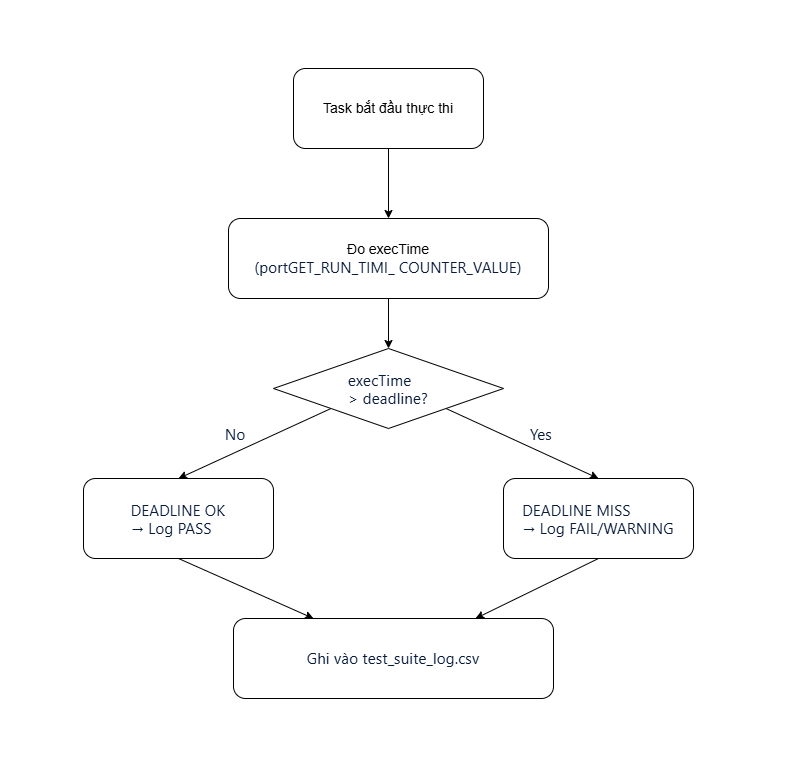 Task bắt đầu thực thi
Đo execTime
(portGET_RUN_TIMI_ COUNTER_VALUE)
execTime
> deadline?
No
Yes
DEADLINE OK
→ Log PASS
DEADLINE MISS
→ Log FAIL/WARNING
Ghi vào test_suite_log.csv